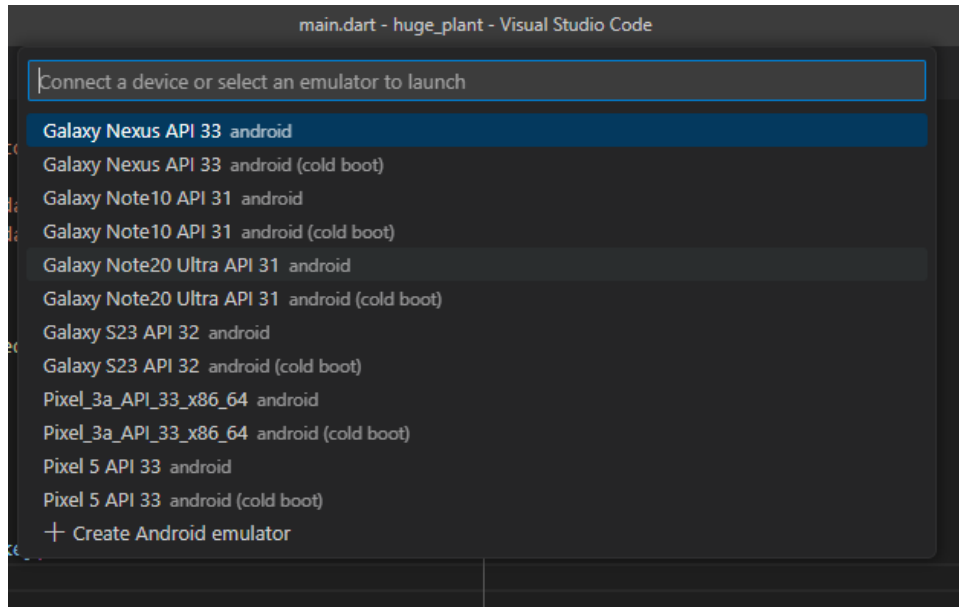 main.dart - huge_plant - Visual Studio Code
Connect a device or select an emulator to launch
Galaxy Nexus API 33 android
Galaxy Nexus API 33 android (cold boot)
Galaxy Note10 API 31 android
Galaxy Note10 API 31 android (cold boot)
Galaxy Note20 Ultra API 31 android
Galaxy Note20 Ultra API 31 android (cold boot)
Galaxy S23 API 32 android
Galaxy S23 API 32 android (cold boot)
Pixel_3a_API_33_x86_64 android
Pixel_3a_API_33_x86_64 android (cold boot)
Pixel 5 API 33 android
Pixel 5 API 33 android (cold boot)
+ Create Android emulator